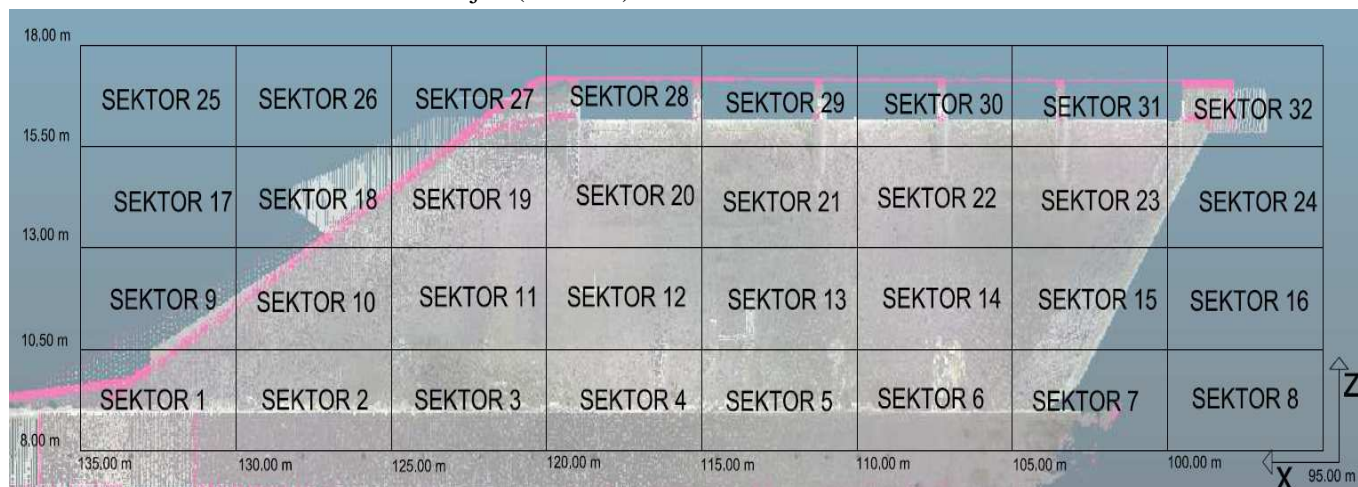 18.00 m
SEKTOR 25 SEKTOR 26 SEKTOR 27 SEKTOR 28 SEKTOR 29 SEKTOR 30 SEKTOR 31 SEKTOR 32
15.50 m
SEKTOR 17 SEKTOR 18 SEKTOR 19 SEKTOR 20 SEKTOR 21 SEKTOR 22 SEKTOR 23 SEKTOR 24
13.00 m
SEKTOR 9 SEKTOR 10 SEKTOR 11 SEKTOR 12 SEKTOR 13 SEKTOR 14 SEKTOR 15 SEKTOR 16
10.50 m
SEKTOR 1 SEKTOR 2 SEKTOR 3 SEKTOR 4 SEKTOR 5 SEKTOR 6 SEKTOR 7 SEKTOR 8
Z
8.00 m
135.00 m 130.00 m 125.00 m 120.00 m 115.00 m 110.00 m 105.00 m 100.00 m X 95.00 m